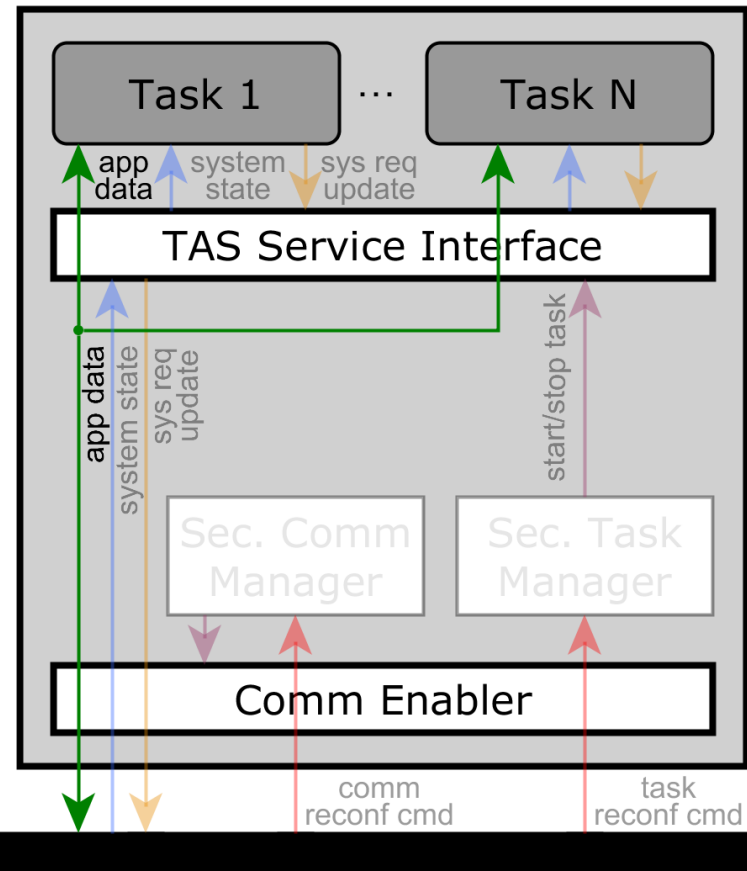 Task 1
...
Task N
app
data
system
state
sys req
update
TAS Service Interface
app data
system state
sys req
update
start/stop task
Sec. Comm
Manager
Sec. Task
Manager
Comm Enabler
comm
reconf cmd
task
reconf cmd